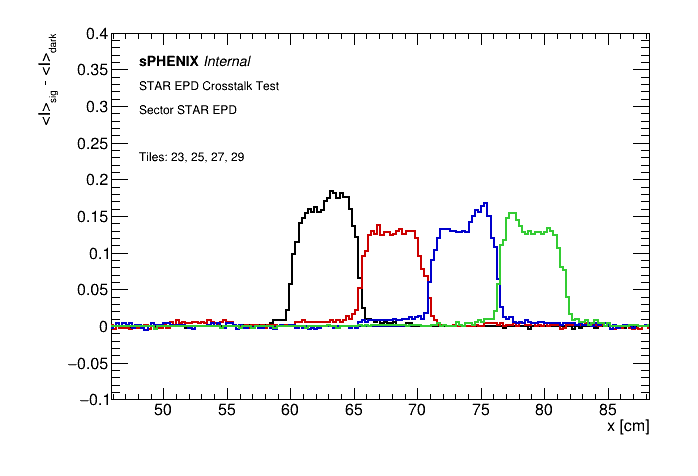 <I>sig - <I>dark
0.4
0.35
0.3
0.25
0.2
0.15
0.1
0.05
0
−0.05
−0.1
sPHENIX Internal
STAR EPD Crosstalk Test
Sector STAR EPD
Tiles: 23, 25, 27, 29
50 55 60 65 70 75 80 85
x [cm]